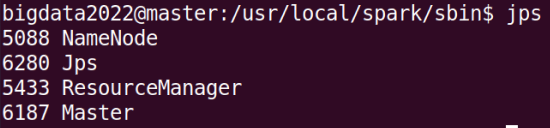 bigdata2022@master:/usr/local/spark/sbin$ jps
5088 NameNode
6280 Jps
5433 ResourceManager
6187 Master